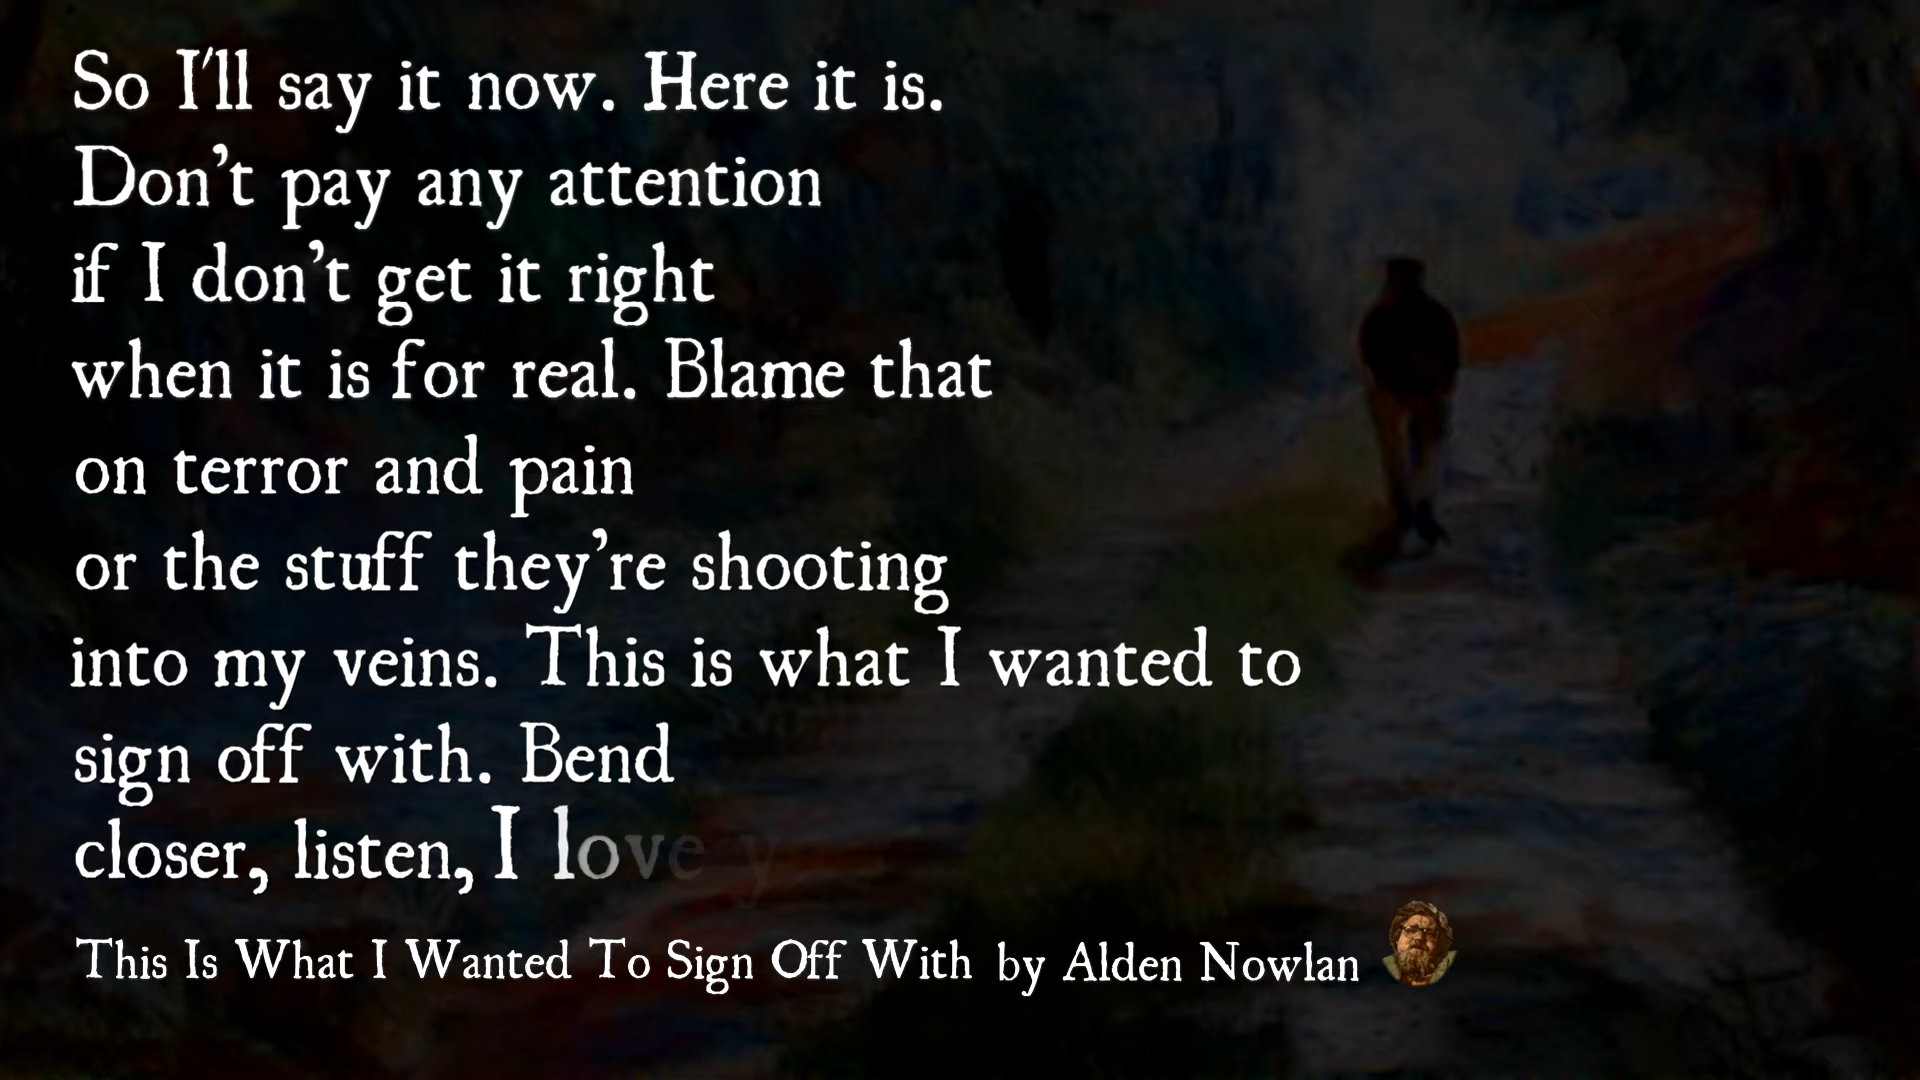 So I'll say it now. Here it is.
Don't pay any attention
if I don't get it right
when it is for real. Blame that
on terror and pain
or the stuff they're shooting
into my veins. This is what I wanted to
sign off with. Bend
closer, listen, I love y
This Is What I Wanted To Sign Off With by Alden Nowlan